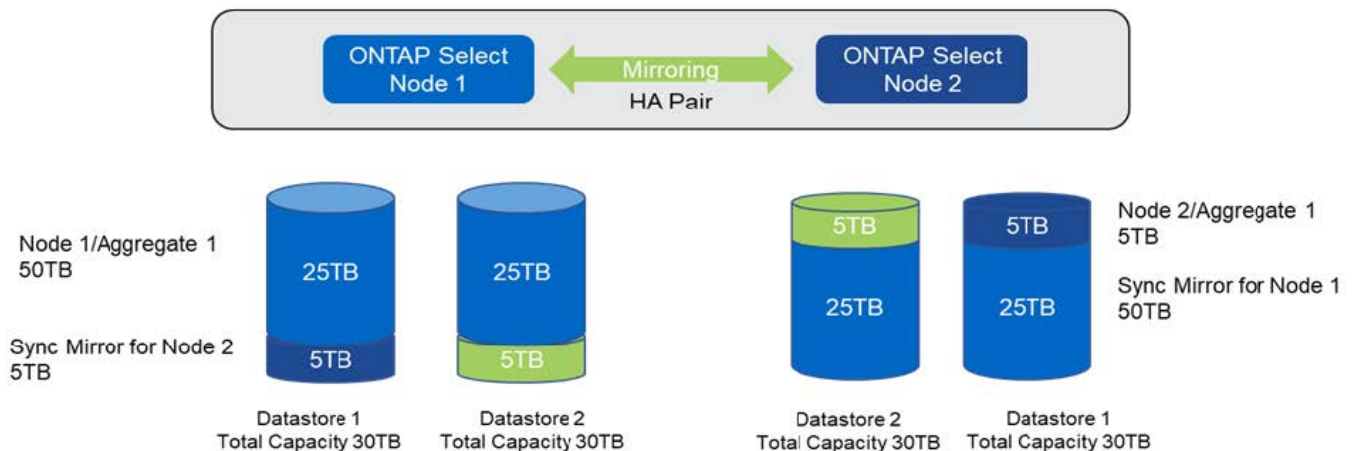 ONTAP Select
Node 1
Mirroring
HA Pair
ONTAP Select
Node 2
Node 1/Aggregate 1
50TB
Sync Mirror for Node 2
5TB
25TB
5TB
25TB
5TB
5TB
25TB
5TB
25TB
Node 2/Aggregate 1
5TB
Sync Mirror for Node 1
50TB
Datastore 1
Total Capacity 30TB
Datastore 2
Total Capacity 30TB
Datastore 2
Total Capacity 30TB
Datastore 1
Total Capacity 30TB